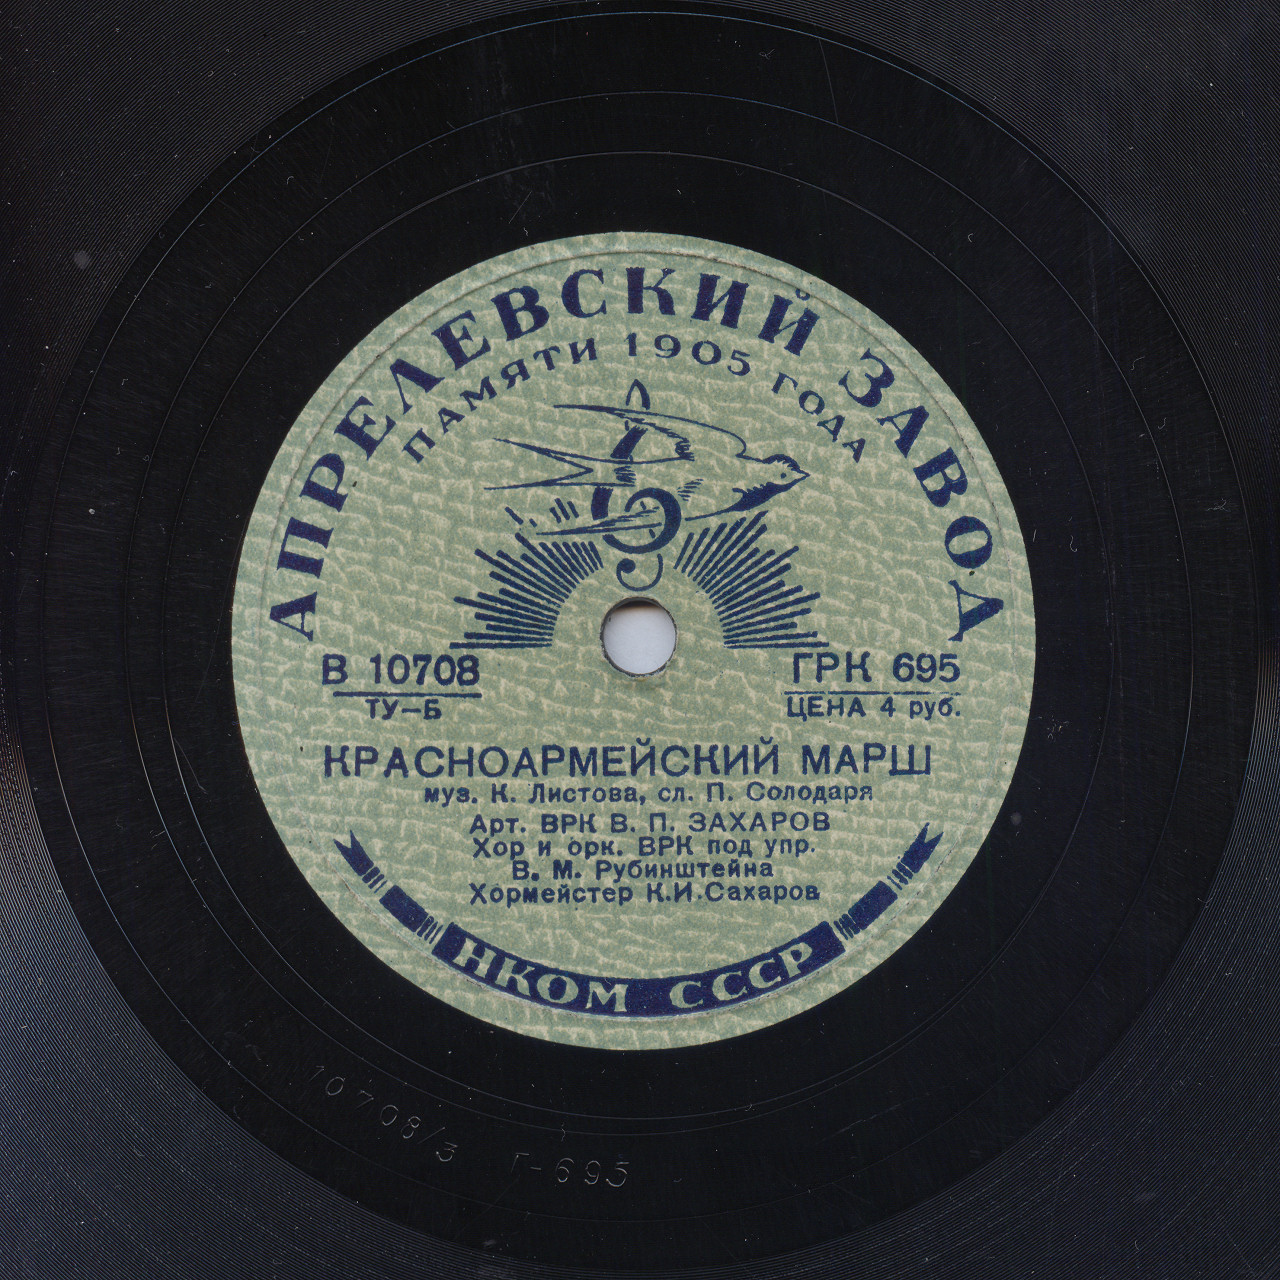 АПРЕЛЕВСКИЙ ЗАВОД
ПАМЯТИ 1905 ГОДА
В 10708
ТУ–Б
ГРК 695
ЦЕНА 4 руб.
КРАСНОАРМЕЙСКИЙ МАРШ
муз. К. Листова, сл. П. Солодаря
Арт. ВРК В. П. ЗАХАРОВ
Хор и орк. ВРК под упр.
В. М. Рубинштейна
Хормейстер К.И.Сахаров
НКОМ СССР
10708/3 Г-695